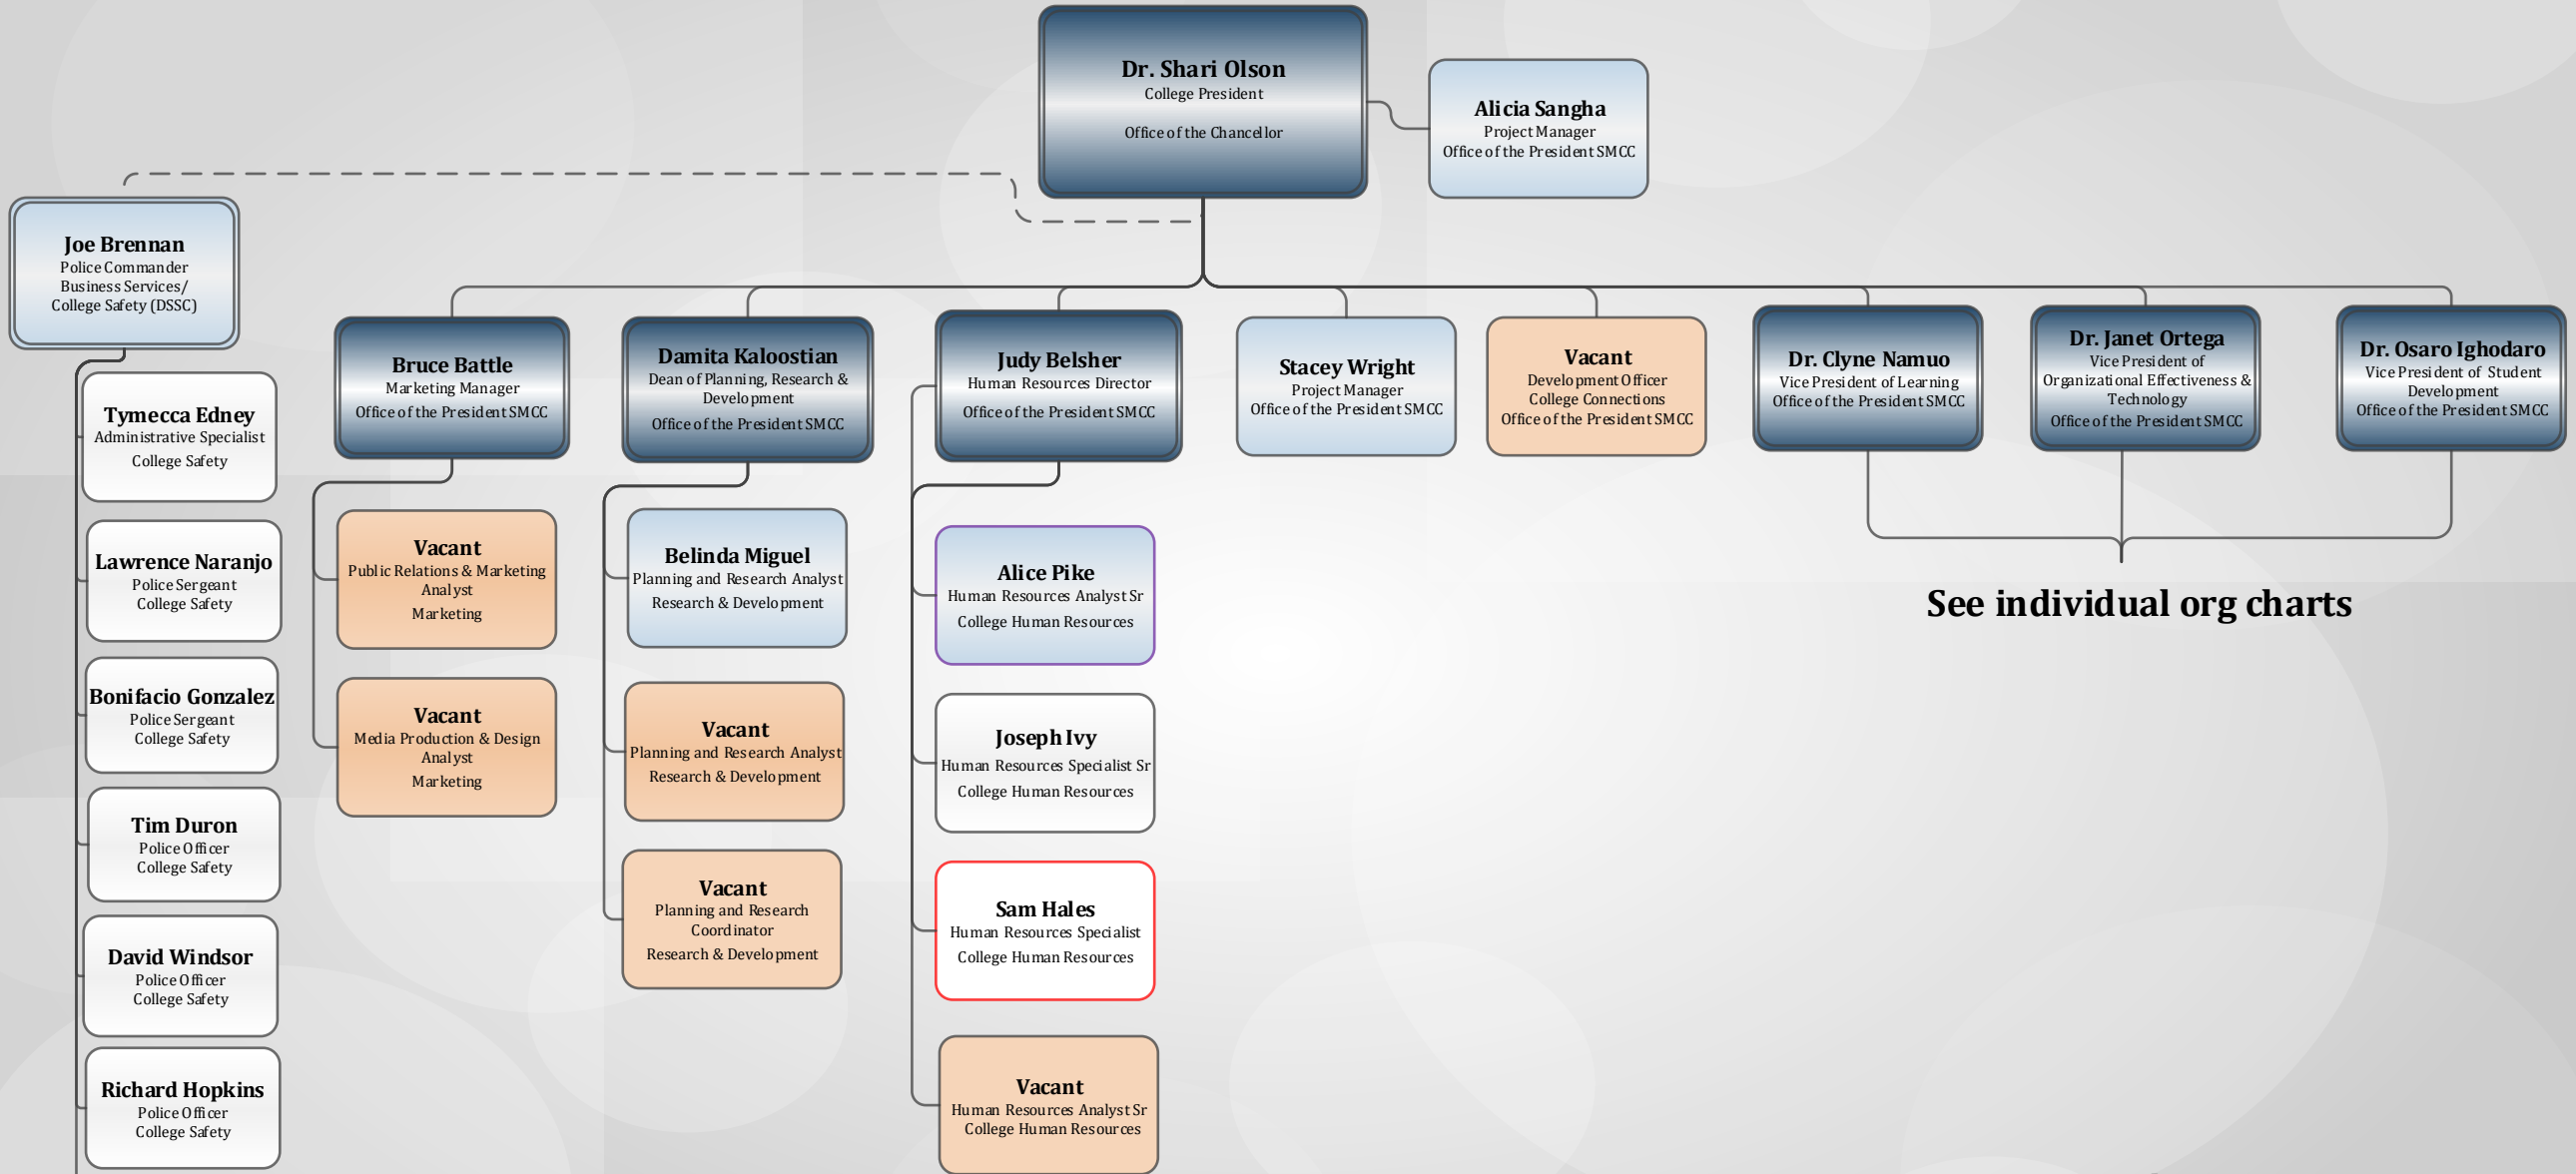 Dr. Shari Olson
College President
Office of the Chancellor
Alicia Sangha
Project Manager
Office of the President SMCC
Joe Brennan
Police Commander
Business Services/
College Safety (DSSC)
Tymecca Edney
Administrative Specialist
College Safety
Lawrence Naranjo
Police Sergeant
College Safety
Bonifacio Gonzalez
Police Sergeant
College Safety
Tim Duron
Police Officer
College Safety
David Windsor
Police Officer
College Safety
Richard Hopkins
Police Officer
College Safety
Bruce Battle
Marketing Manager
Office of the President SMCC
Vacant
Public Relations & Marketing
Analyst
Marketing
Vacant
Media Production & Design
Analyst
Marketing
Damita Kaloostian
Dean of Planning, Research &
Development
Office of the President SMCC
Belinda Miguel
Planning and Research Analyst
Research & Development
Vacant
Planning and Research Analyst
Research & Development
Vacant
Planning and Research
Coordinator
Research & Development
Judy Belsher
Human Resources Director
Office of the President SMCC
Alice Pike
Human Resources Analyst Sr
College Human Resources
Joseph Ivy
Human Resources Specialist Sr
College Human Resources
Sam Hales
Human Resources Specialist
College Human Resources
Vacant
Human Resources Analyst Sr
College Human Resources
Stacey Wright
Project Manager
Office of the President SMCC
Vacant
Development Officer
College Connections
Office of the President SMCC
Dr. Clyne Namuo
Vice President of Learning
Office of the President SMCC
Dr. Janet Ortega
Vice President of
Organizational Effectiveness &
Technology
Office of the President SMCC
Dr. Osaro Ighodaro
Vice President of Student
Development
Office of the President SMCC
See individual org charts